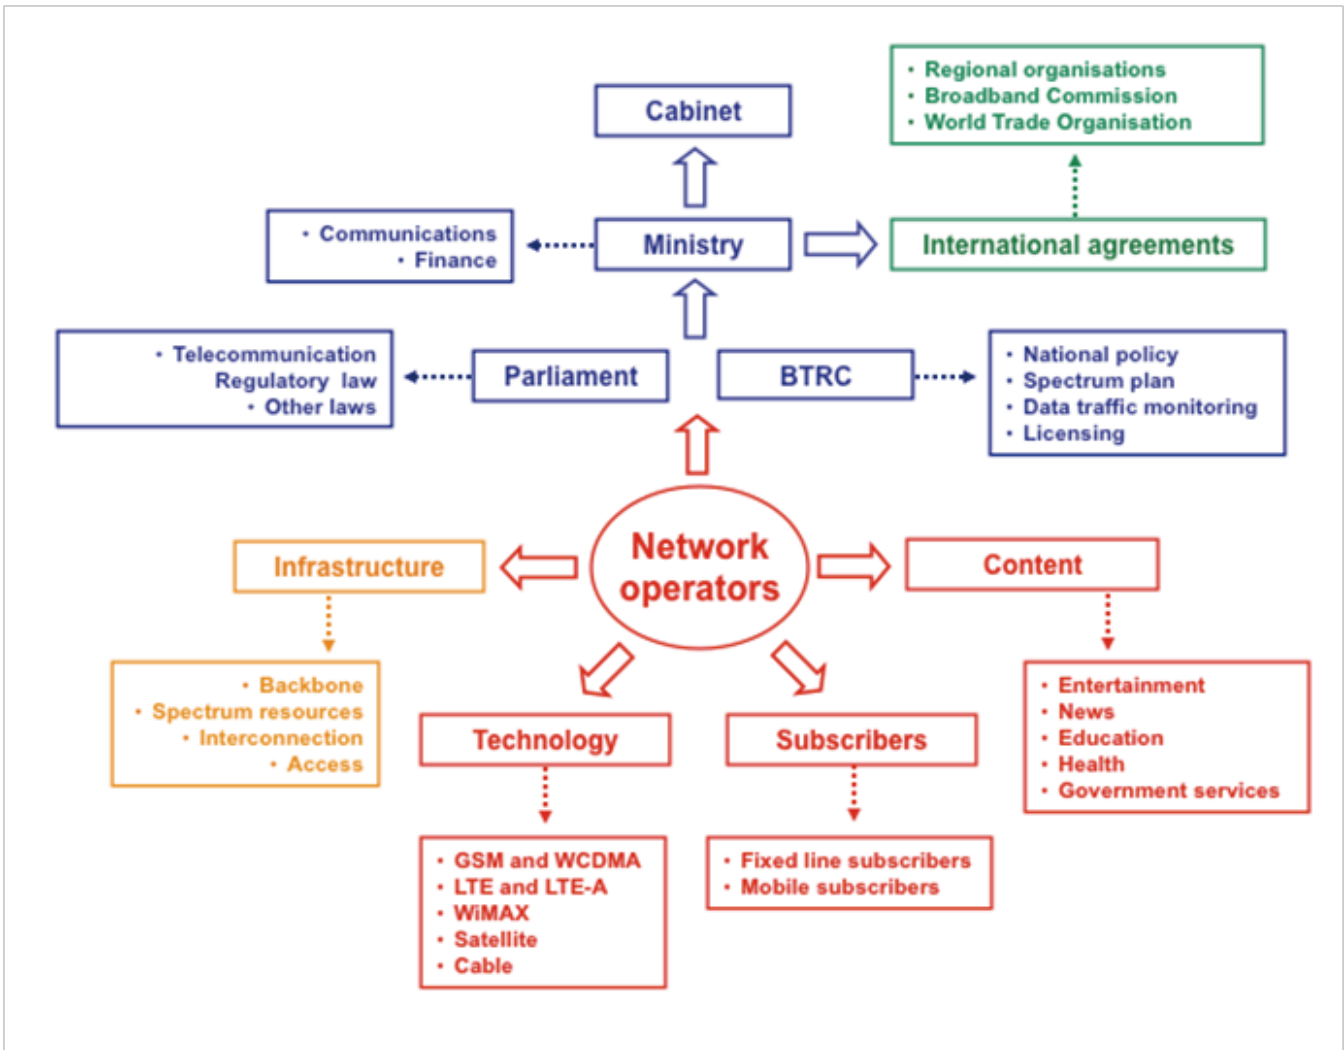 Cabinet
• Regional organisations
• Broadband Commission
• World Trade Organisation
• Communications
• Finance
Ministry
International agreements
• Telecommunication
Regulatory law
• Other laws
Parliament
BTRC
• National policy
• Spectrum plan
• Data traffic monitoring
• Licensing
Infrastructure
Network
operators
Content
• Backbone
• Spectrum resources
• Interconnection
• Access
Technology
Subscribers
• Entertainment
• News
• Education
• Health
• Government services
• GSM and WCDMA
• LTE and LTE-A
• WiMAX
• Satellite
• Cable
• Fixed line subscribers
• Mobile subscribers